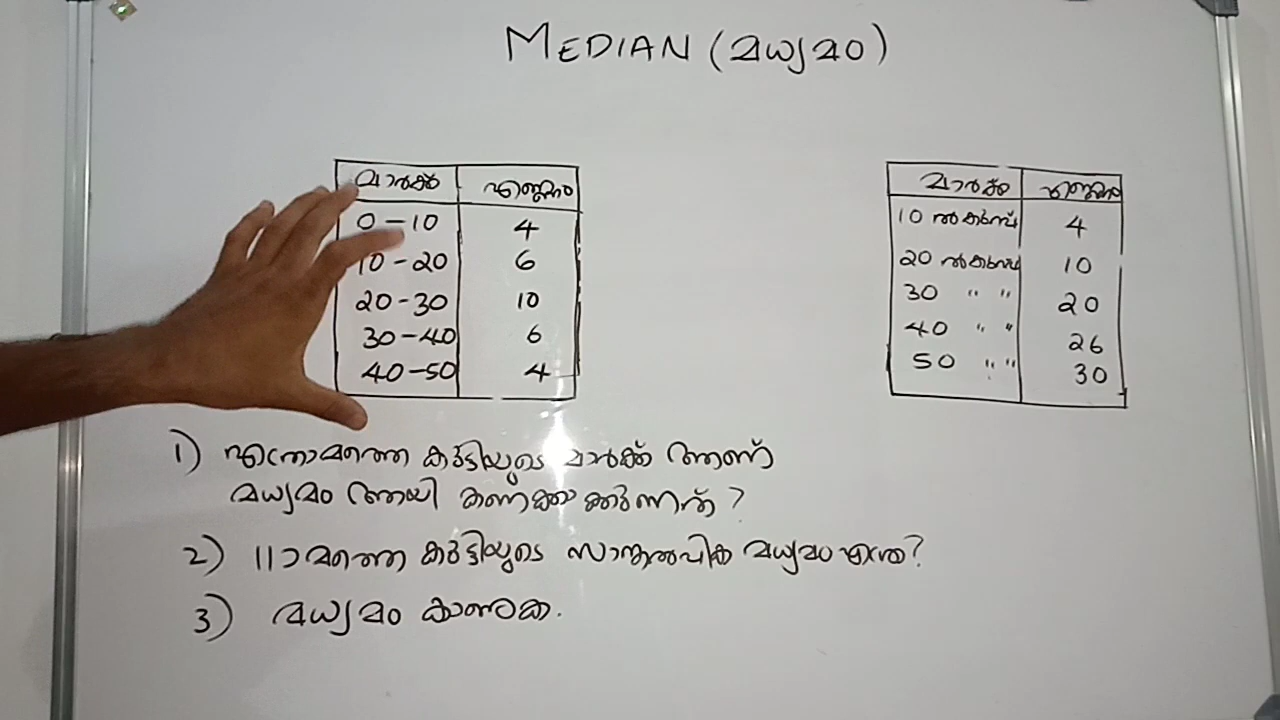 MEDIAN (മധ്യമം)
മാർക്ക് എണ്ണം
0-10 4
10-20 6
20-30 10
30-40 6
40-50 4
മാർക്ക് എണ്ണം
10 ൽ കുറവ് 4
20 ൽ കുറവ് 10
30 " " 20
40 " " 26
50 " " 30
1) എത്രാമത്തെ കുട്ടിയുടെ മാർക്ക് ആണ്
മധ്യമം ആയി കണക്കാക്കുന്നത്?
2) 11ാമത്തെ കുട്ടിയുടെ സാങ്കൽപിക മധ്യമം എത്ര?
3) മധ്യമം കാണുക.